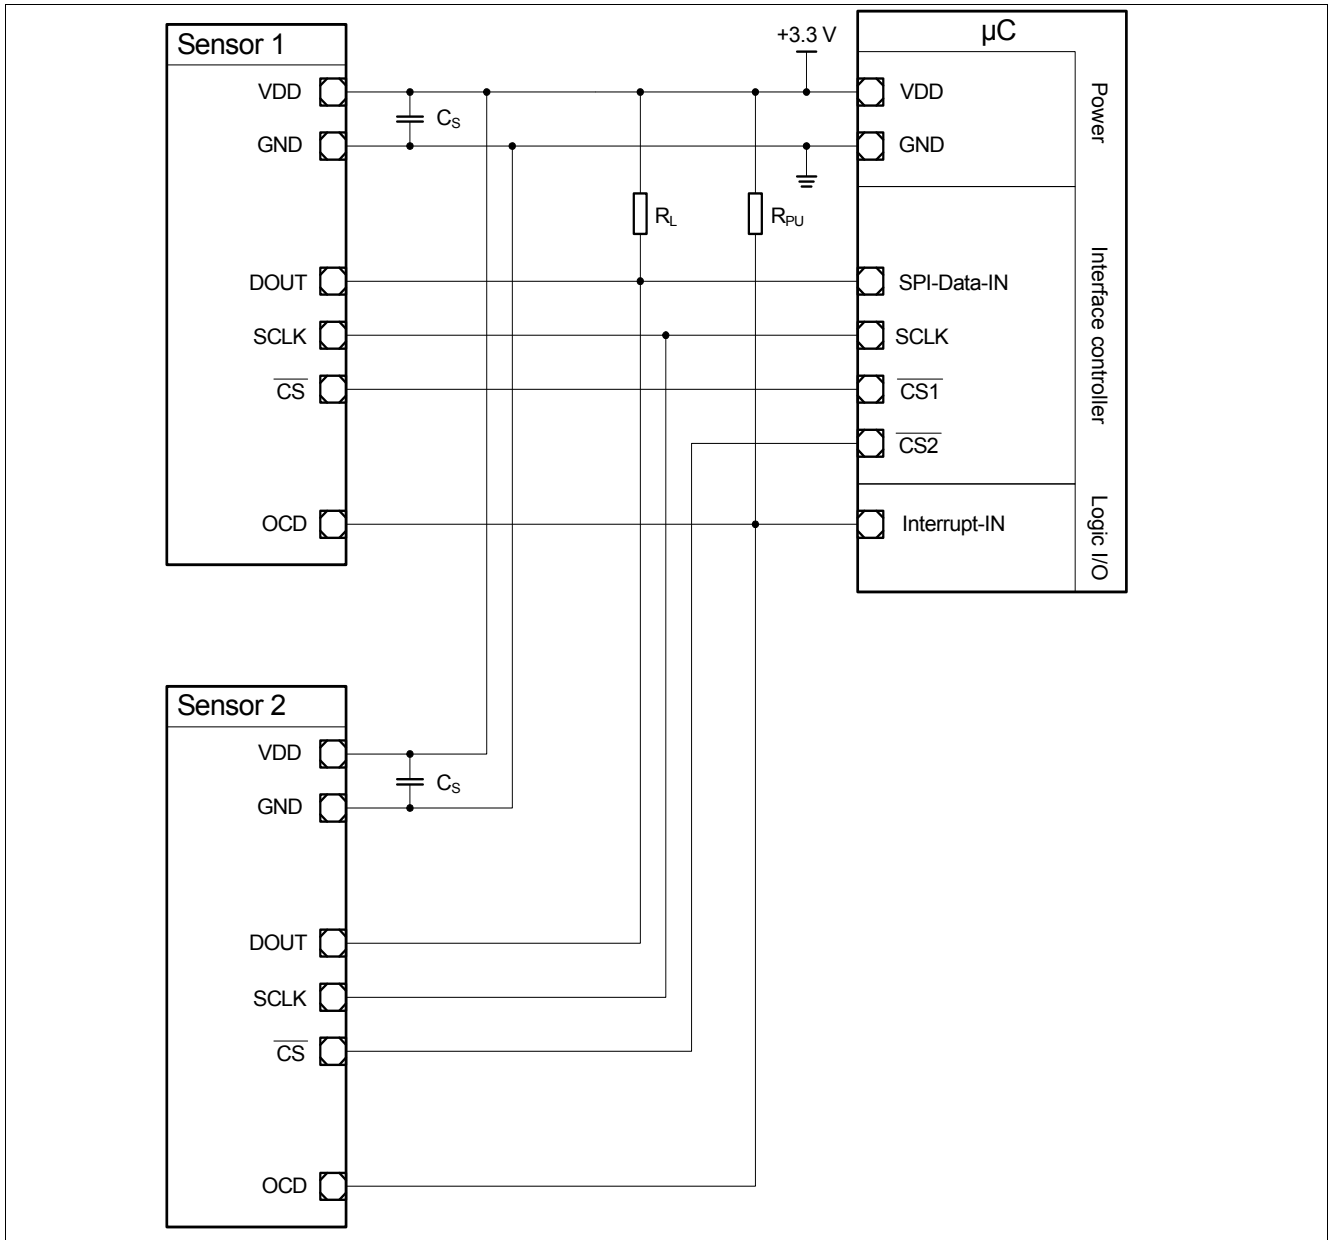 Sensor 1
VDD
GND
DOUT
SCLK
CS
OCD
CS
+3.3 V
RL
RPU
µC
VDD
GND
SPI-Data-IN
SCLK
CS1
CS2
Interrupt-IN
Power
Interface controller
Logic I/O
Sensor 2
VDD
GND
DOUT
SCLK
CS
OCD
CS